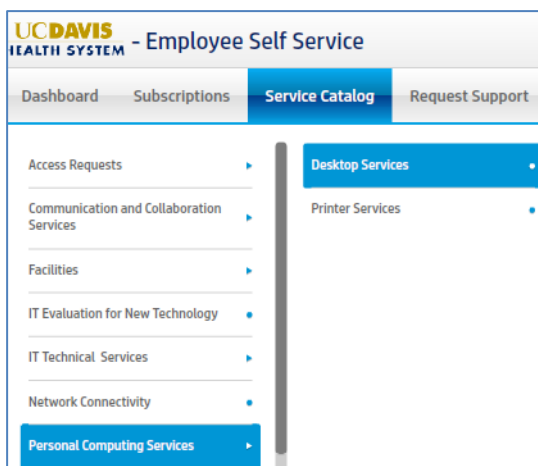 UCDAVIS
HEALTH SYSTEM - Employee Self Service
Dashboard Subscriptions Service Catalog Request Support
Access Requests
Communication and Collaboration
Services
Facilities
IT Evaluation for New Technology
IT Technical Services
Network Connectivity
Personal Computing Services
Desktop Services
Printer Services